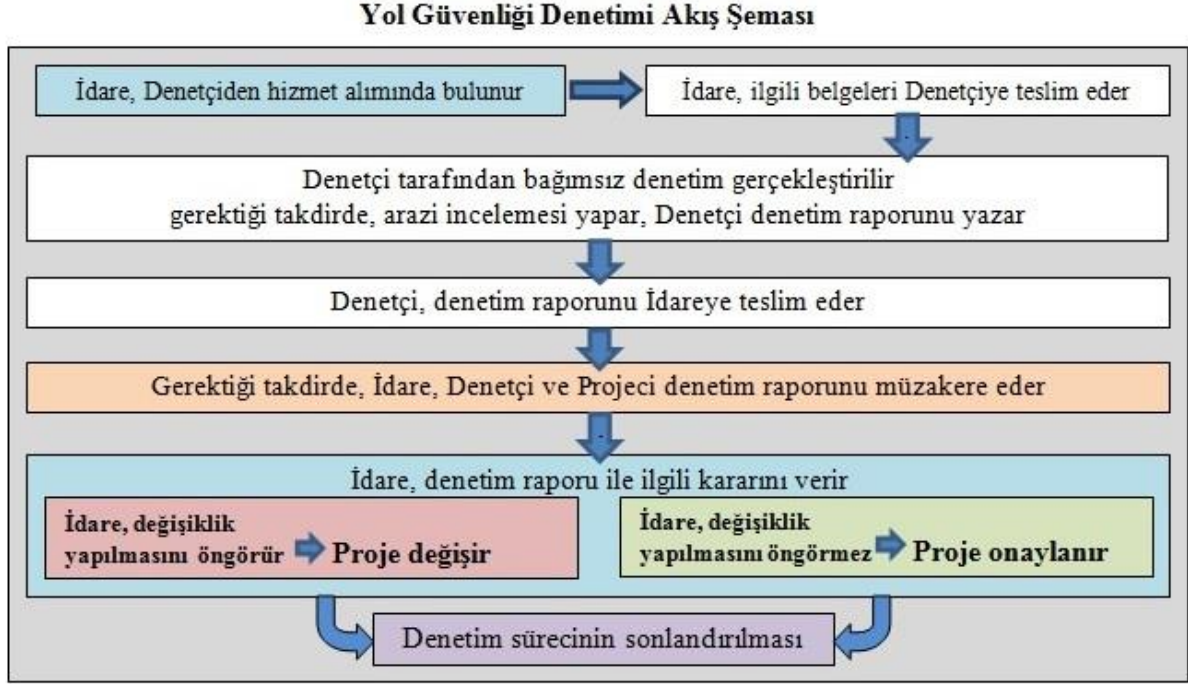 Yol Güvenliği Denetimi Akış Şeması
İdare, Denetçiden hizmet alımında bulunur
İdare, ilgili belgeleri Denetçiye teslim eder
Denetçi tarafından bağımsız denetim gerçekleştirilir
gerektiği takdirde, arazi incelemesi yapar, Denetçi denetim raporunu yazar
Denetçi, denetim raporunu İdareye teslim eder
Gerektiği takdirde, İdare, Denetçi ve Projeci denetim raporunu müzakere eder
İdare, denetim raporu ile ilgili kararını verir
İdare, değişiklik
yapılmasını öngörür Proje değişir
İdare, değişiklik
yapılmasını öngörmez Proje onaylanır
Denetim sürecinin sonlandırılması